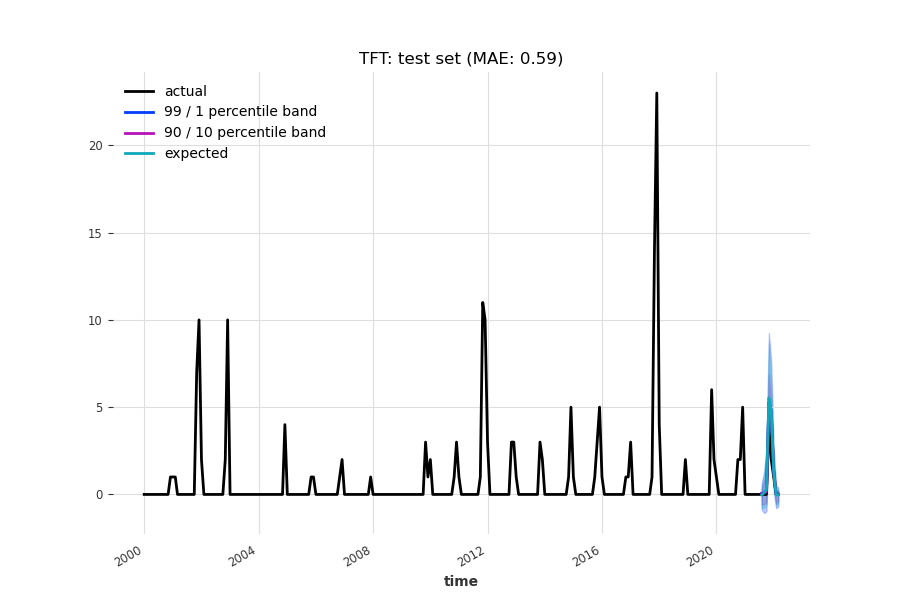 TFT: test set (MAE: 0.59)
actual
99 / 1 percentile band
90 / 10 percentile band
expected
20
15
10
5
0
2000
2004
2008
2012
2016
2020
time